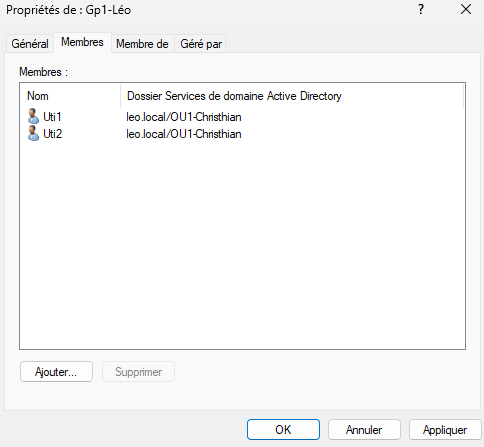 Propriétés de : Gp1-Léo
? 
Général Membres Membre de Géré par
Membres :
Nom Dossier Services de domaine Active Directory
Uti1 leo.local/OU1-Christhian
Uti2 leo.local/OU1-Christhian
Ajouter... Supprimer
OK Annuler Appliquer